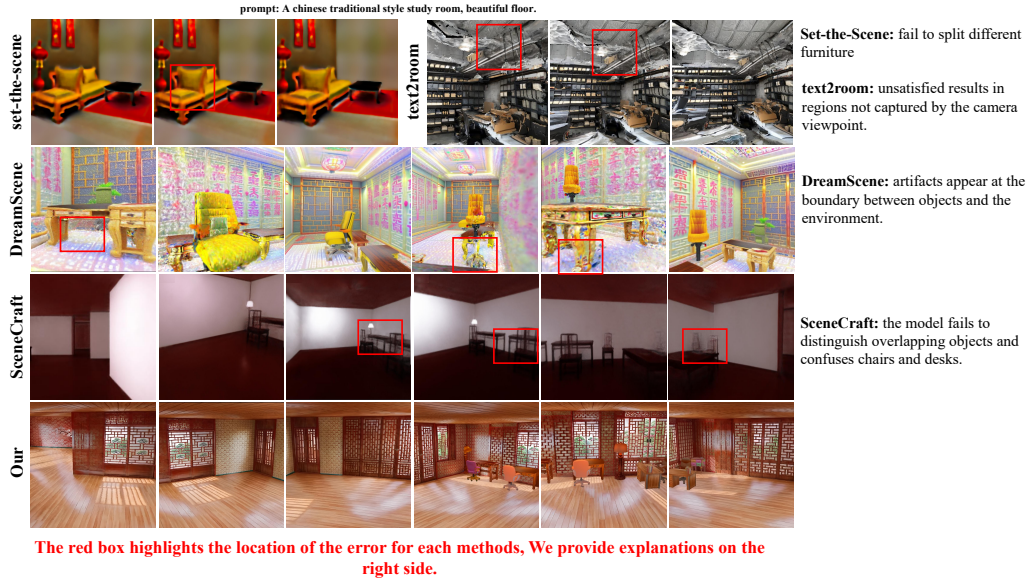 prompt: A chinese traditional style study room, beautiful floor.
set-the-scene
text2room
Set-the-Scene: fail to split different
furniture
text2room: unsatisfied results in
regions not captured by the camera
viewpoint.
DreamScene
DreamScene: artifacts appear at the
boundary between objects and the
environment.
SceneCraft
SceneCraft: the model fails to
distinguish overlapping objects and
confuses chairs and desks.
Our
The red box highlights the location of the error for each methods, We provide explanations on the
right side.